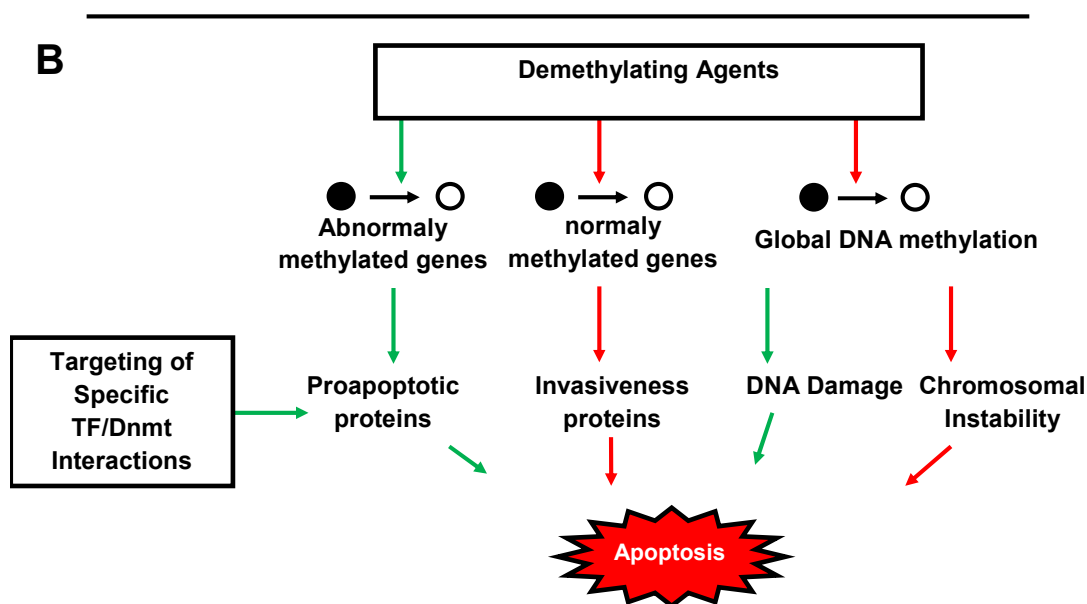 B
Demethylating Agents
Abnormaly
methylated genes
normaly
methylated genes
Global DNA methylation
Targeting of
Specific
TF/Dnmt
Interactions
Proapoptotic
proteins
Invasiveness
proteins
DNA Damage
Chromosomal
Instability
Apoptosis